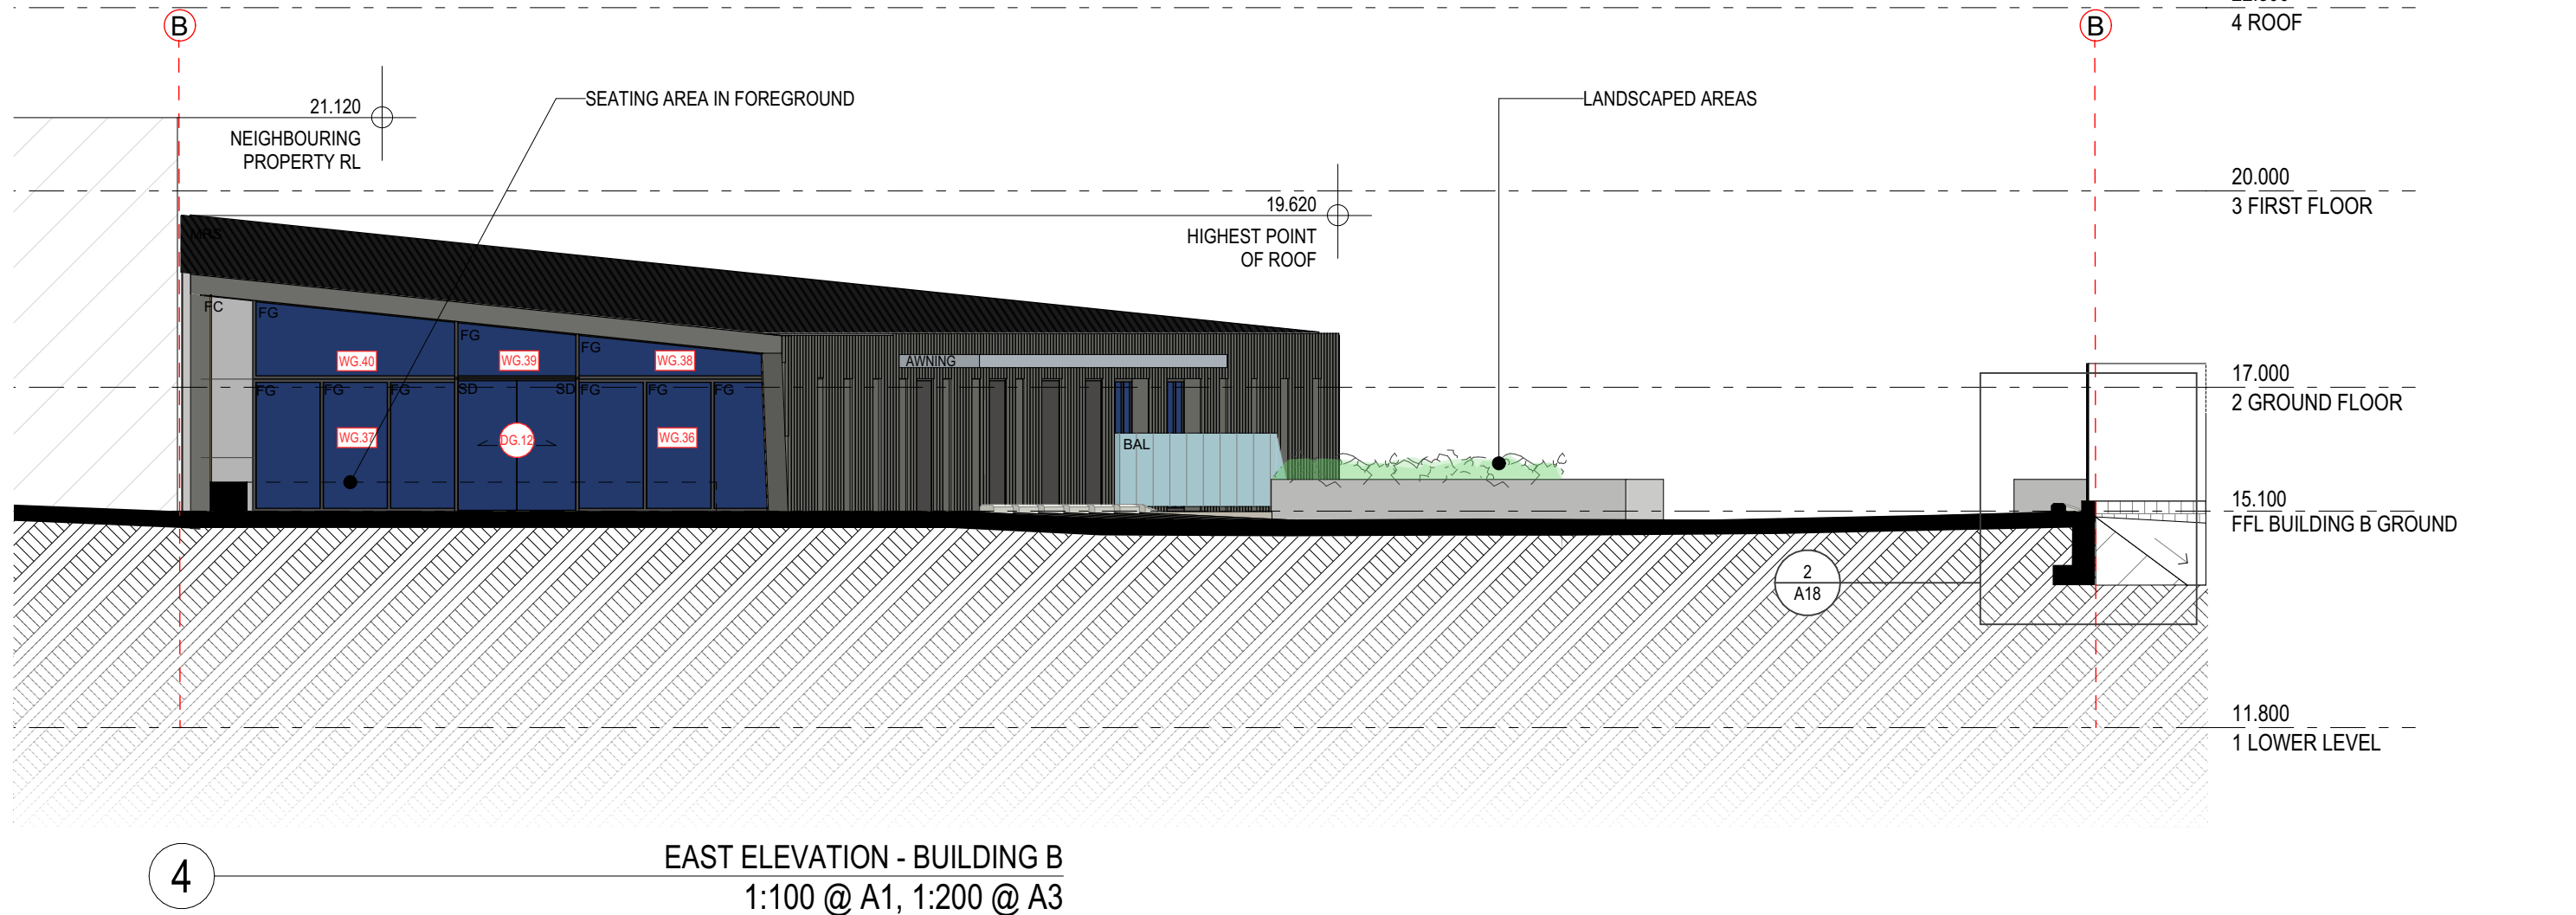 B
B
4 ROOF
SEATING AREA IN FOREGROUND
LANDSCAPED AREAS
21.120
NEIGHBOURING
PROPERTY RL
20.000
3 FIRST FLOOR
19.620
HIGHEST POINT
OF ROOF
MRS
FC
FG
FG
FG
WG.40
WG.39
WG.38
AWNING
17.000
2 GROUND FLOOR
FG
FG
FG
SD
SD
FG
FG
FG
WG.37
DG.12
WG.36
BAL
15.100
FFL BUILDING B GROUND
2
A18
11.800
1 LOWER LEVEL
4
EAST ELEVATION - BUILDING B
1:100 @ A1, 1:200 @ A3